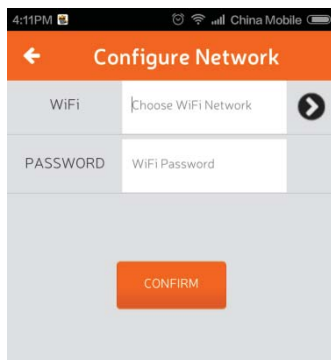 4:11PM China Mobile
Configure Network
WiFi Choose WiFi Network
PASSWORD WiFi Password
CONFIRM